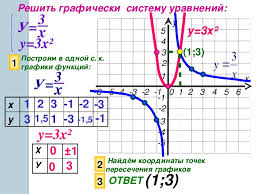 Решить графически систему уравнений:
У=3/x
у=3x²
1 Построим в одной с. к. графики функций:
У=3/x
x 1 2 3 -1 -2 -3
у 3 1,5 1 -3 -1,5 -1
у=3x²
x 0 ±1
У 0 3
у=3x²
(1;3)
y = 3/x
2 Найдём координаты точек пересечения графиков
3 ОТВЕТ (1;3)